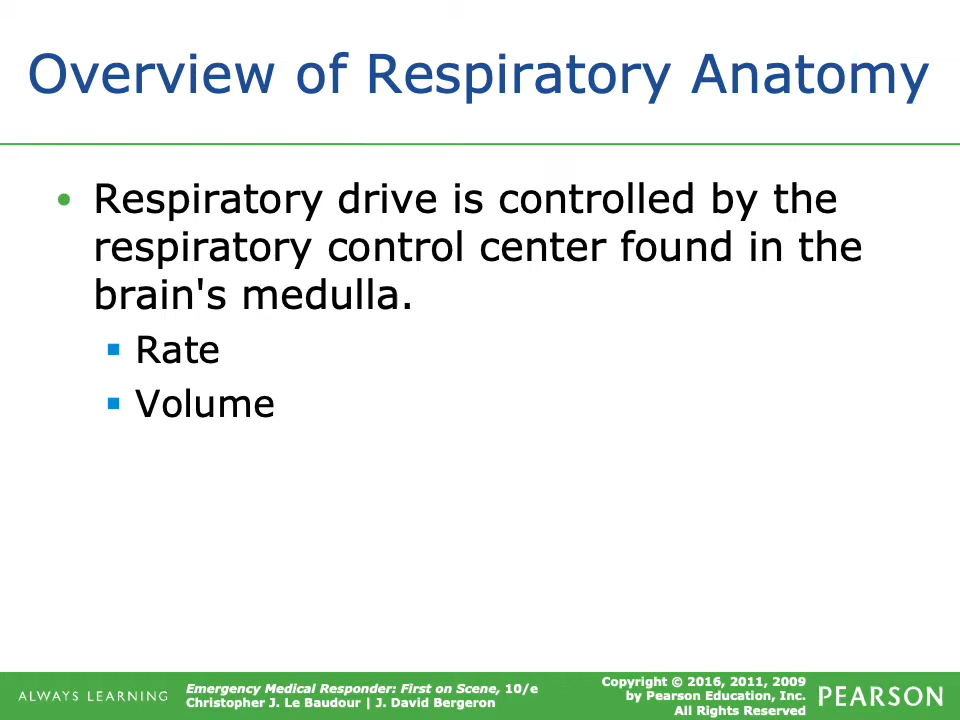 Overview of Respiratory Anatomy
• Respiratory drive is controlled by the
respiratory control center found in the
brain's medulla.
▪ Rate
▪ Volume
ALWAYS LEARNING
Emergency Medical Responder: First on Scene, 10/e
Christopher J. Le Baudour | J. David Bergeron
Copyright © 2016, 2011, 2009
by Pearson Education, Inc.
All Rights Reserved
PEARSON